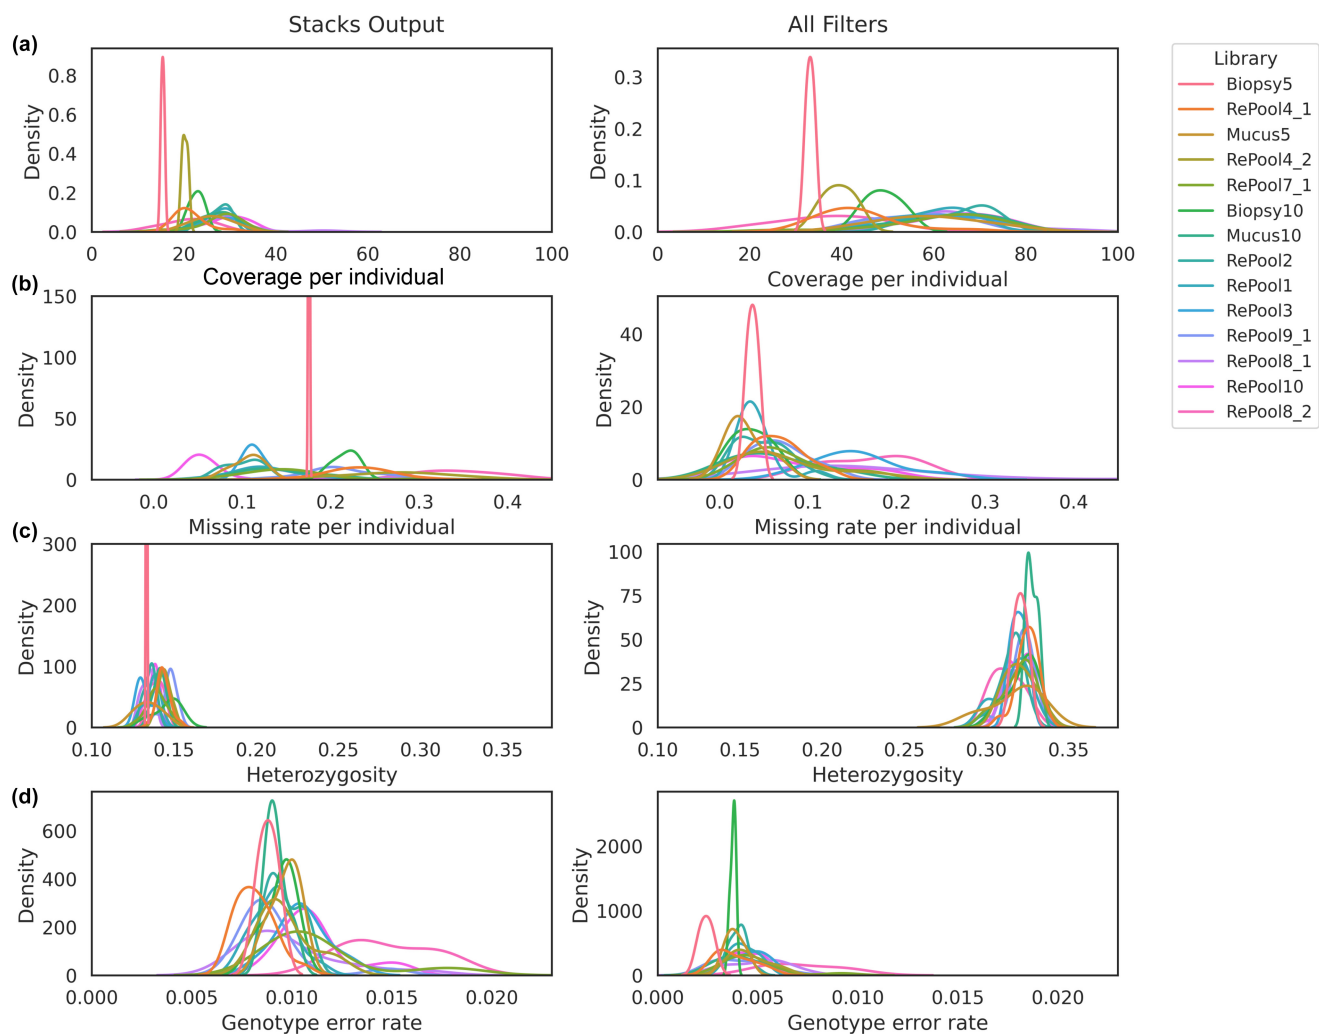 Stacks Output
All Filters
(a)
Density
0.8
0.6
0.4
0.2
0.0
0 20 40 60 80 100
Coverage per individual
Density
0.3
0.2
0.1
0.0
0 20 40 60 80 100
Coverage per individual
Library
Biopsy5
RePool4_1
Mucus5
RePool4_2
RePool7_1
Biopsy10
Mucus10
RePool2
RePool1
RePool3
RePool9_1
RePool8_1
RePool10
RePool8_2
(b)
Density
150
100
50
0
0.0 0.1 0.2 0.3 0.4
Missing rate per individual
Density
40
20
0
0.0 0.1 0.2 0.3 0.4
Missing rate per individual
(c)
Density
300
200
100
0
0.10 0.15 0.20 0.25 0.30 0.35
Heterozygosity
Density
100
75
50
25
0
0.10 0.15 0.20 0.25 0.30 0.35
Heterozygosity
(d)
Density
600
400
200
0
0.000 0.005 0.010 0.015 0.020
Genotype error rate
Density
2000
1000
0
0.000 0.005 0.010 0.015 0.020
Genotype error rate